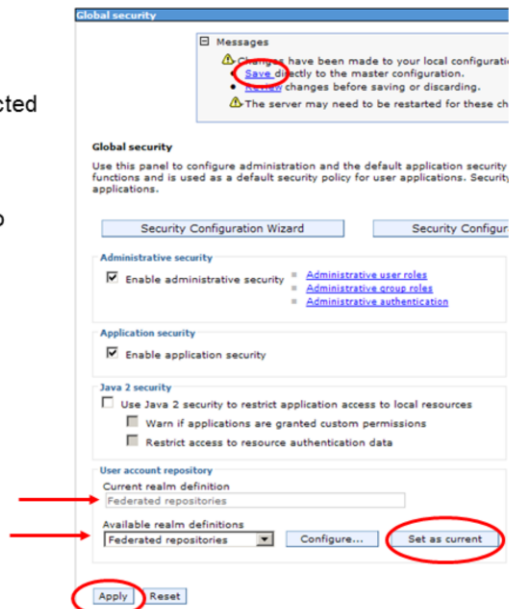 Global security
Messages
Changes have been made to your local
Save directly to the master configuration.
Review changes before saving or discarding.
The server may need to be restarted for these
Global security
Use this panel to configure administration and the default application security
functions and is used as a default security policy for user applications. Security
applications.
Security Configuration Wizard
Security
Administrative security
Enable administrative security
Administrative user roles
Administrative group roles
Administrative authentication
Application security
Enable application security
Java 2 security
Use Java 2 security to restrict application access to local resources
Warn if applications are granted custom permissions
Restrict access to resource authentication data
User account repository
Current realm definition
Federated repositories
Available realm definitions
Federated repositories
Configure...
Set as current
Apply
Reset